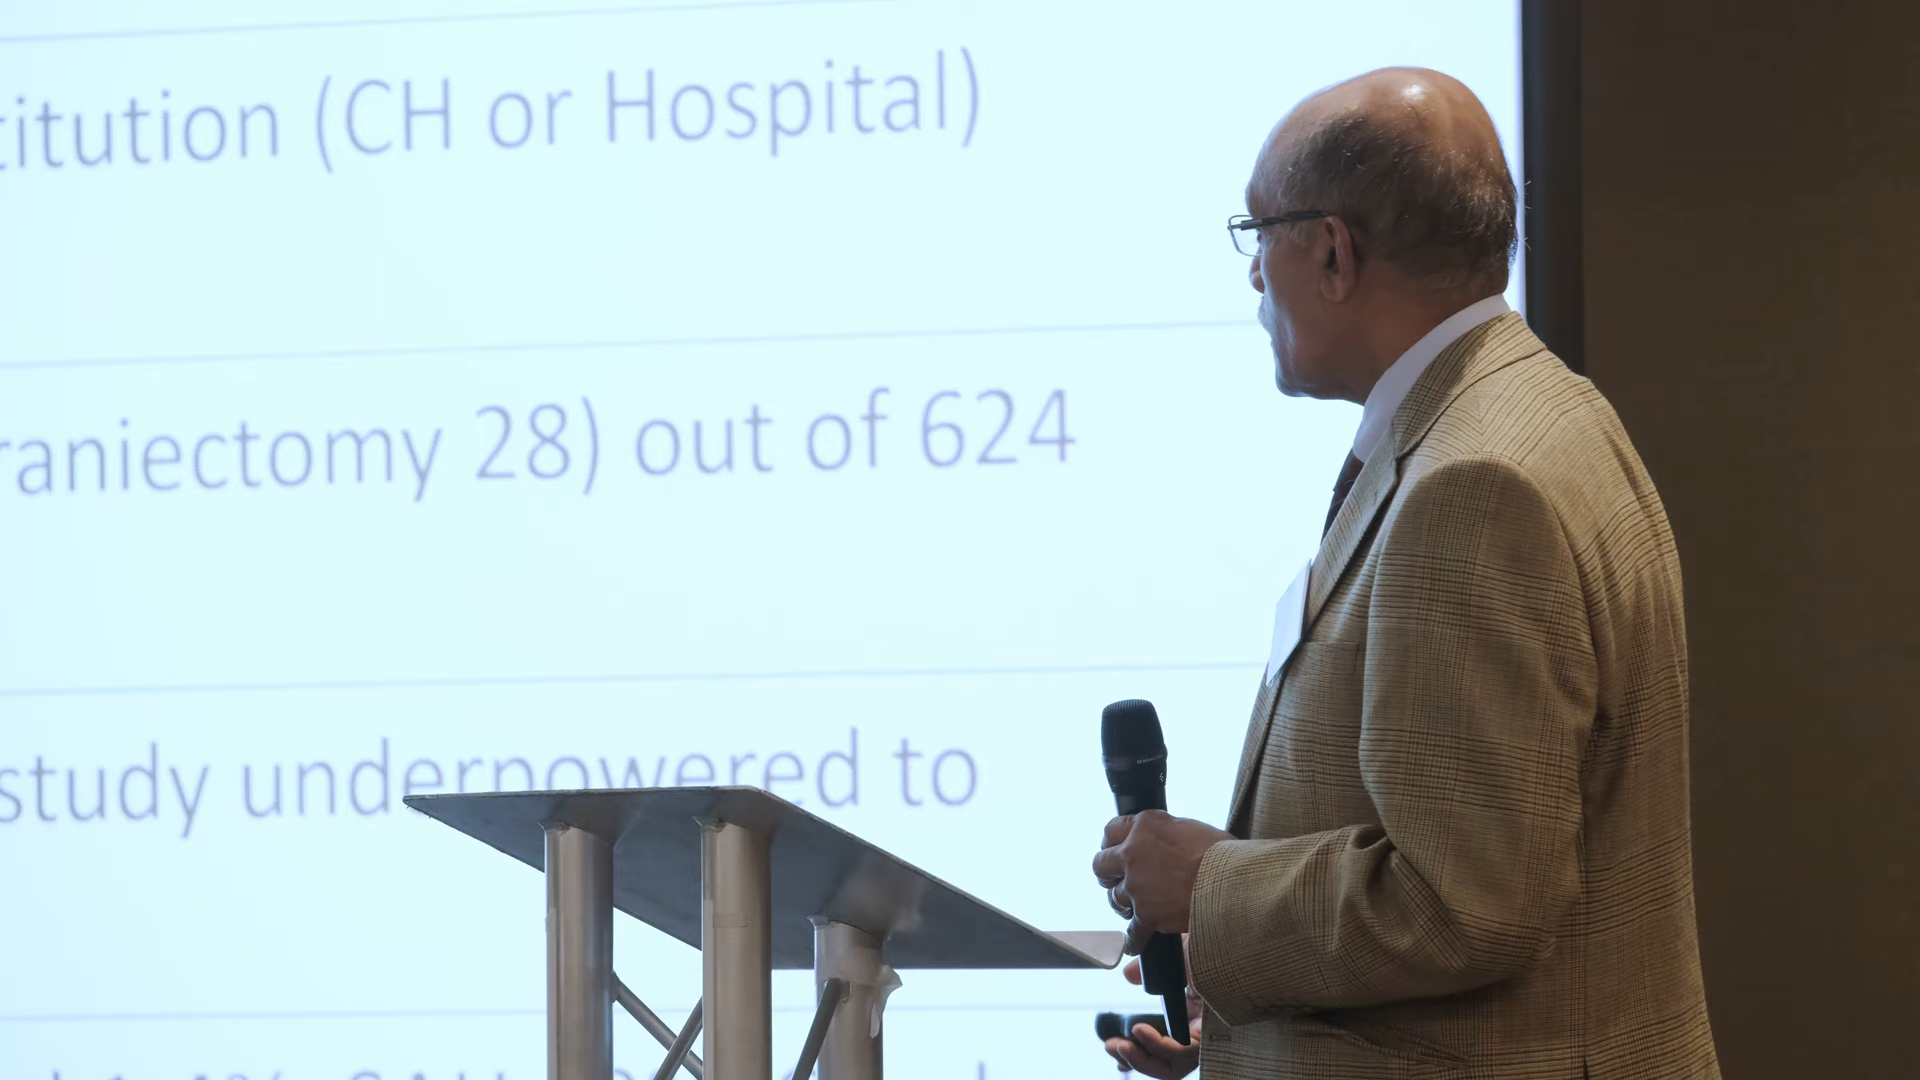 titution (CH or Hospital)
raniectomy 28) out of 624
study underpowered to